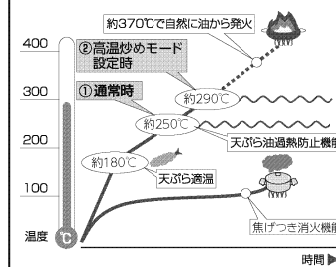 約370℃で自然に油から発火
400
②高温炒めモード
設定時
①通常時
300
約290℃
約250℃
200
天ぷら油過熱防止機能
約180℃
天ぷら適温
100
焦げつき消火機能
温度 ℃
時間